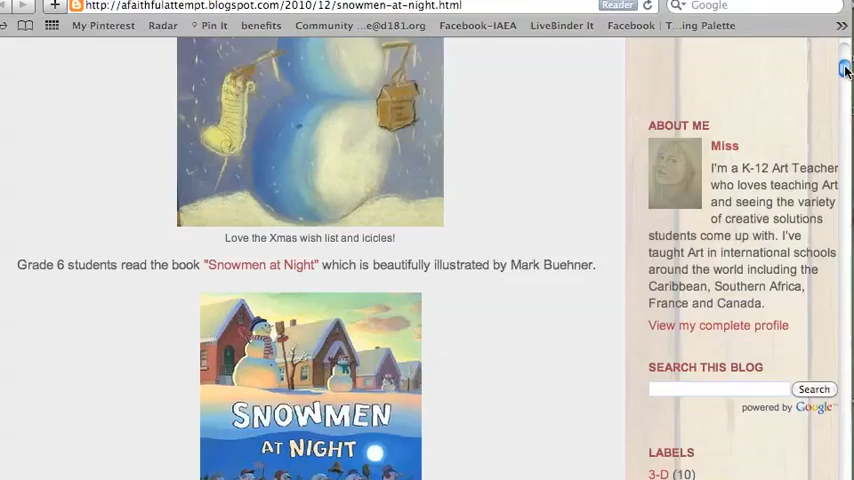 http://afaithfulattempt.blogspot.com/2010/12/snowmen-at-night.html
Reader
Google
My Pinterest
Radar
Pin It
benefits
Community ...e@d181.org
Facebook-IAEA
LiveBinder It
Facebook
T...ing Palette
Love the Xmas wish list and icicles!
Grade 6 students read the book "Snowmen at Night" which is beautifully illustrated by Mark Buehner.
SNOWMEN
AT NIGHT
ABOUT ME
Miss
I'm a K-12 Art Teacher
who loves teaching Art
and seeing the variety
of creative solutions
students come up with. I've
taught Art in international schools
around the world including the
Caribbean, Southern Africa,
France and Canada.
View my complete profile
SEARCH THIS BLOG
Search
powered by Google™
LABELS
3-D (10)